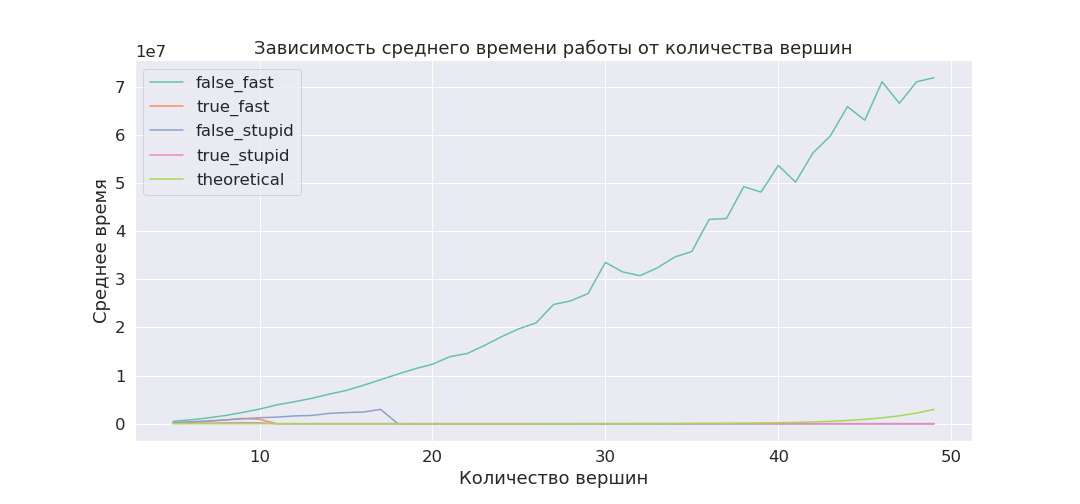 Зависимость среднего времени работы от количества вершин
1e7
7
6
5
4
3
2
1
0
Среднее время
false_fast
true_fast
false_stupid
true_stupid
theoretical
10 20 30 40 50
Количество вершин